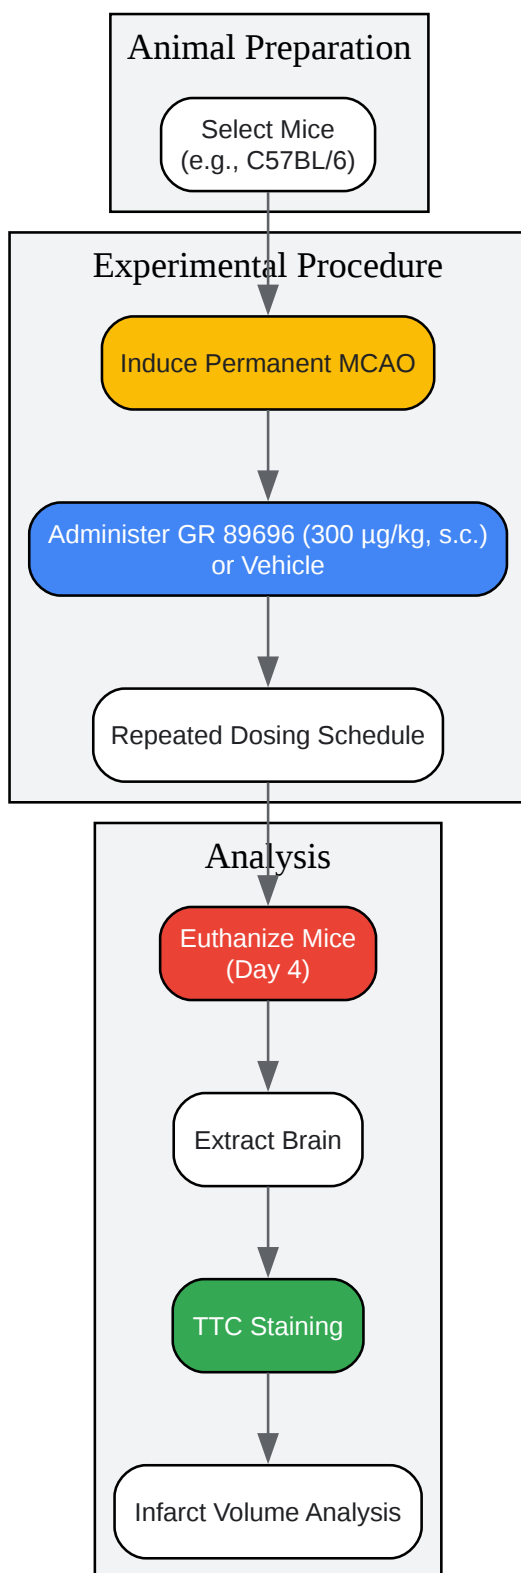 Animal Preparation
Select Mice
(e.g., C57BL/6)
Experimental Procedure
Induce Permanent MCAO
Administer GR 89696 (300 µg/kg, s.c.)
or Vehicle
Repeated Dosing Schedule
Analysis
Euthanize Mice
(Day 4)
Extract Brain
TTC Staining
Infarct Volume Analysis